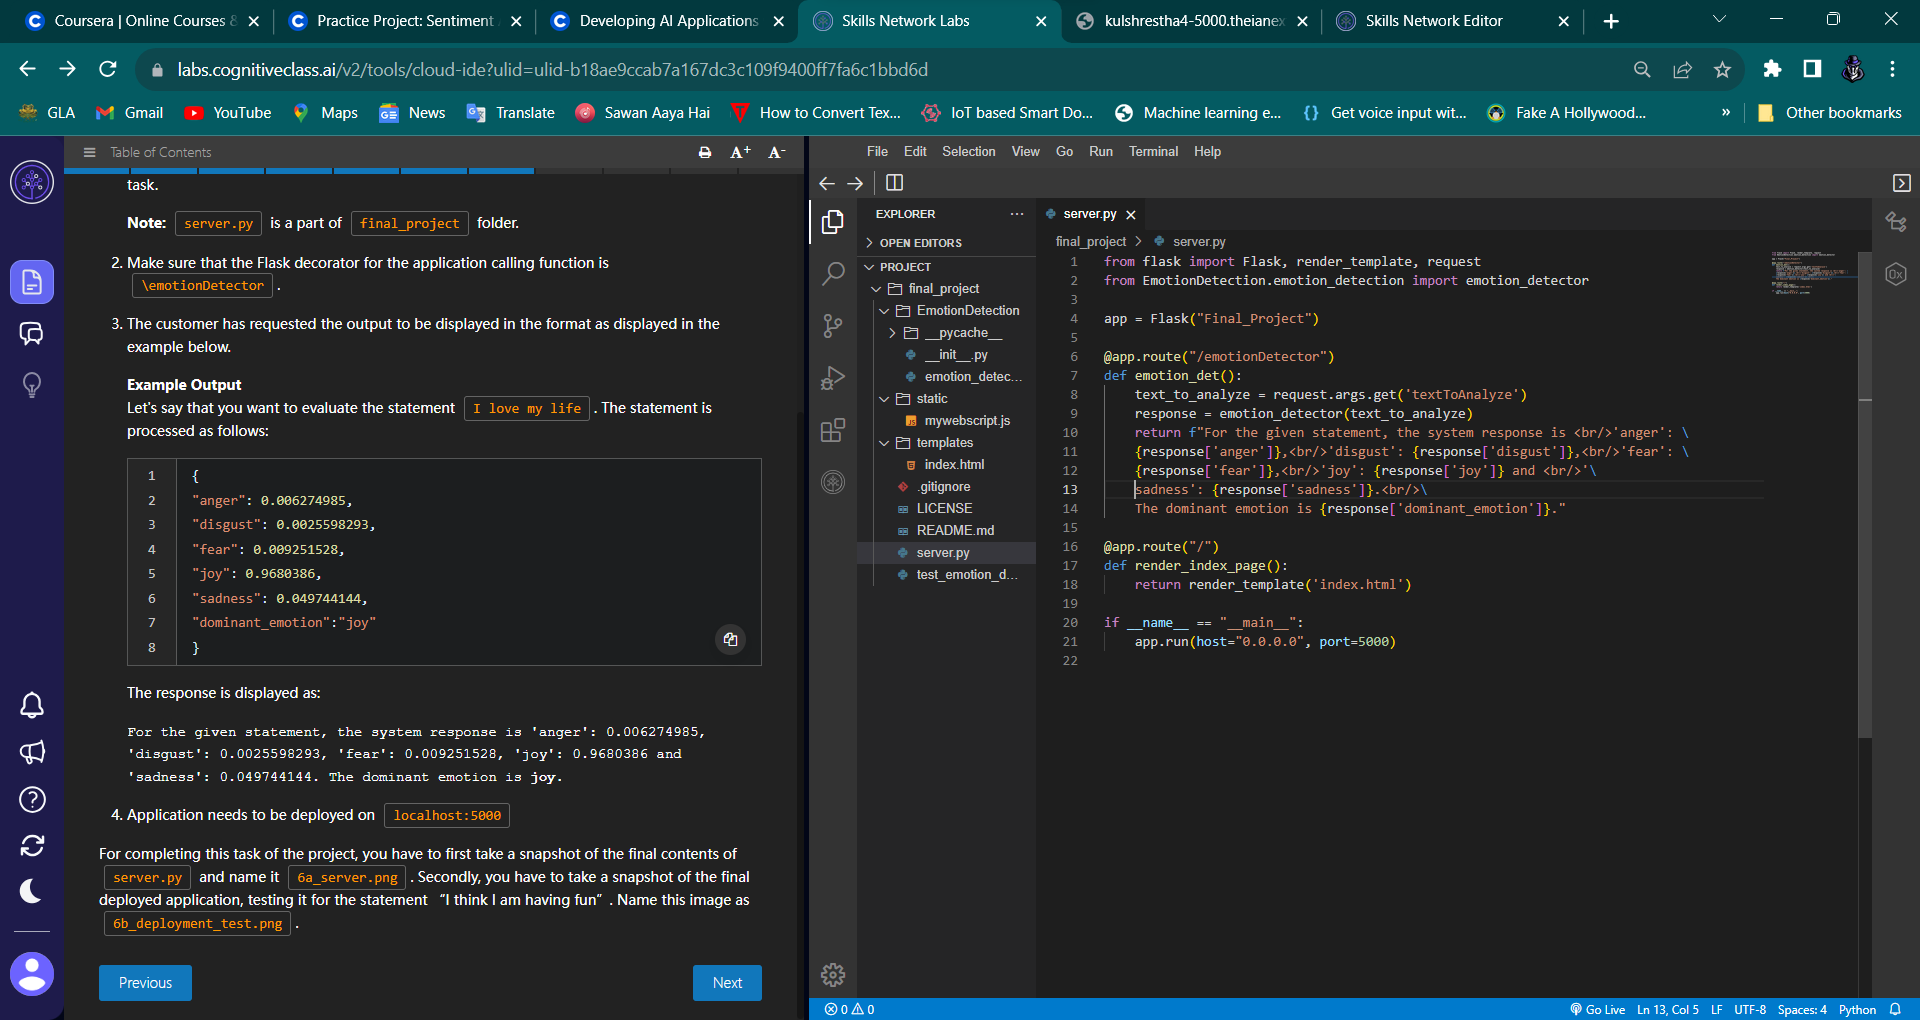 Coursera | Online Courses &
Practice Project: Sentiment
Developing AI Applications
Skills Network Labs
kulshrestha4-5000.theianex
Skills Network Editor
labs.cognitiveclass.ai/v2/tools/cloud-ide?ulid=ulid-b18ae9ccab7a167dc3c109f9400ff7fa6c1bbd6d
GLA
Gmail
YouTube
Maps
News
Translate
Sawan Aaya Hai
How to Convert Tex...
IoT based Smart Do...
Machine learning e...
Get voice input wit...
Fake A Hollywood...
»
Other bookmarks
Table of Contents
A+ A-
task.
Note: server.py is a part of final_project folder.
2. Make sure that the Flask decorator for the application calling function is
\emotionDetector .
3. The customer has requested the output to be displayed in the format as displayed in the
example below.
Example Output
Let's say that you want to evaluate the statement I love my life . The statement is
processed as follows:
1 {
2 "anger": 0.006274985,
3 "disgust": 0.0025598293,
4 "fear": 0.009251528,
5 "joy": 0.9680386,
6 "sadness": 0.049744144,
7 "dominant_emotion":"joy"
8 }
The response is displayed as:
For the given statement, the system response is 'anger': 0.006274985,
'disgust': 0.0025598293, 'fear': 0.009251528, 'joy': 0.9680386 and
'sadness': 0.049744144. The dominant emotion is joy.
4. Application needs to be deployed on localhost:5000
For completing this task of the project, you have to first take a snapshot of the final contents of
server.py and name it 6a_server.png . Secondly, you have to take a snapshot of the final
deployed application, testing it for the statement “I think I am having fun” . Name this image as
6b_deployment_test.png .
Previous
Next
File Edit Selection View Go Run Terminal Help
EXPLORER ...
OPEN EDITORS
PROJECT
final_project
EmotionDetection
__pycache__
__init__.py
emotion_detec...
static
mywebscript.js
templates
index.html
.gitignore
LICENSE
README.md
server.py
test_emotion_d...
server.py
final_project > server.py
1 from flask import Flask, render_template, request
2 from EmotionDetection.emotion_detection import emotion_detector
3
4 app = Flask("Final_Project")
5
6 @app.route("/emotionDetector")
7 def emotion_det():
8 text_to_analyze = request.args.get('textToAnalyze')
9 response = emotion_detector(text_to_analyze)
10 return f"For the given statement, the system response is <br/>'anger': \
11 {response['anger']},<br/>'disgust': {response['disgust']},<br/>'fear': \
12 {response['fear']},<br/>'joy': {response['joy']} and <br/>'\
13 sadness': {response['sadness']}.<br/>\
14 The dominant emotion is {response['dominant_emotion']}."
15
16 @app.route("/")
17 def render_index_page():
18 return render_template('index.html')
19
20 if __name__ == "__main__":
21 app.run(host="0.0.0.0", port=5000)
22
0 0
Go Live Ln 13, Col 5 LF UTF-8 Spaces: 4 Python